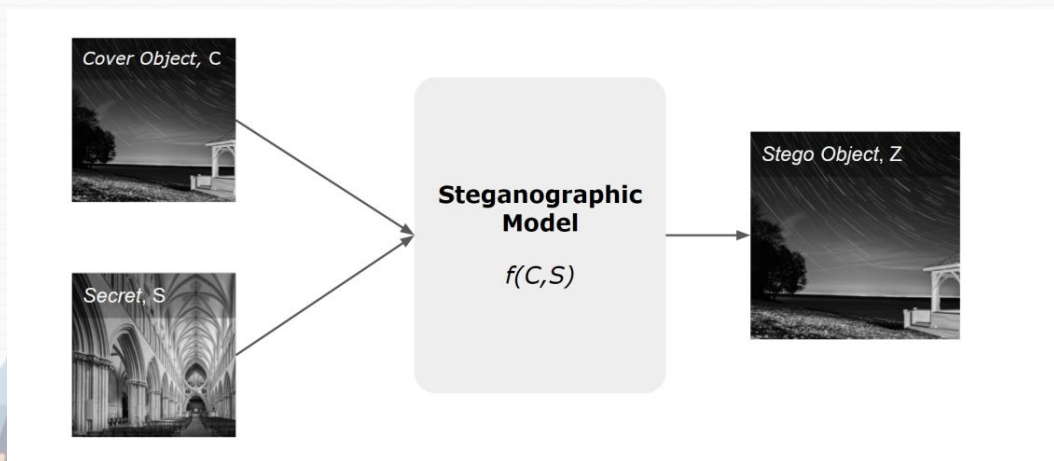 Cover Object, C
Secret, S
Steganographic
Model
f(C,S)
Stego Object, Z